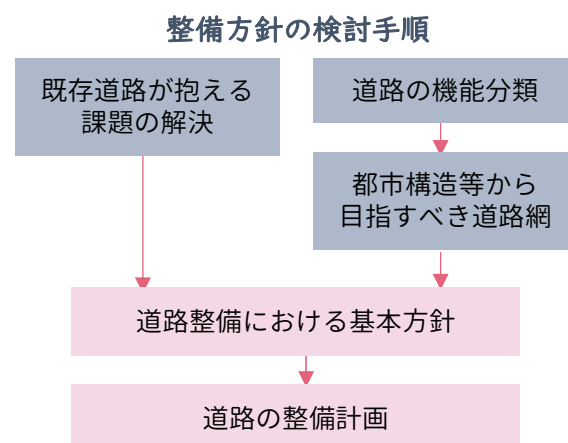 整備方針の検討手順
既存道路が抱える
課題の解決
道路の機能分類
都市構造等から
目指すべき道路網
道路整備における基本方針
道路の整備計画